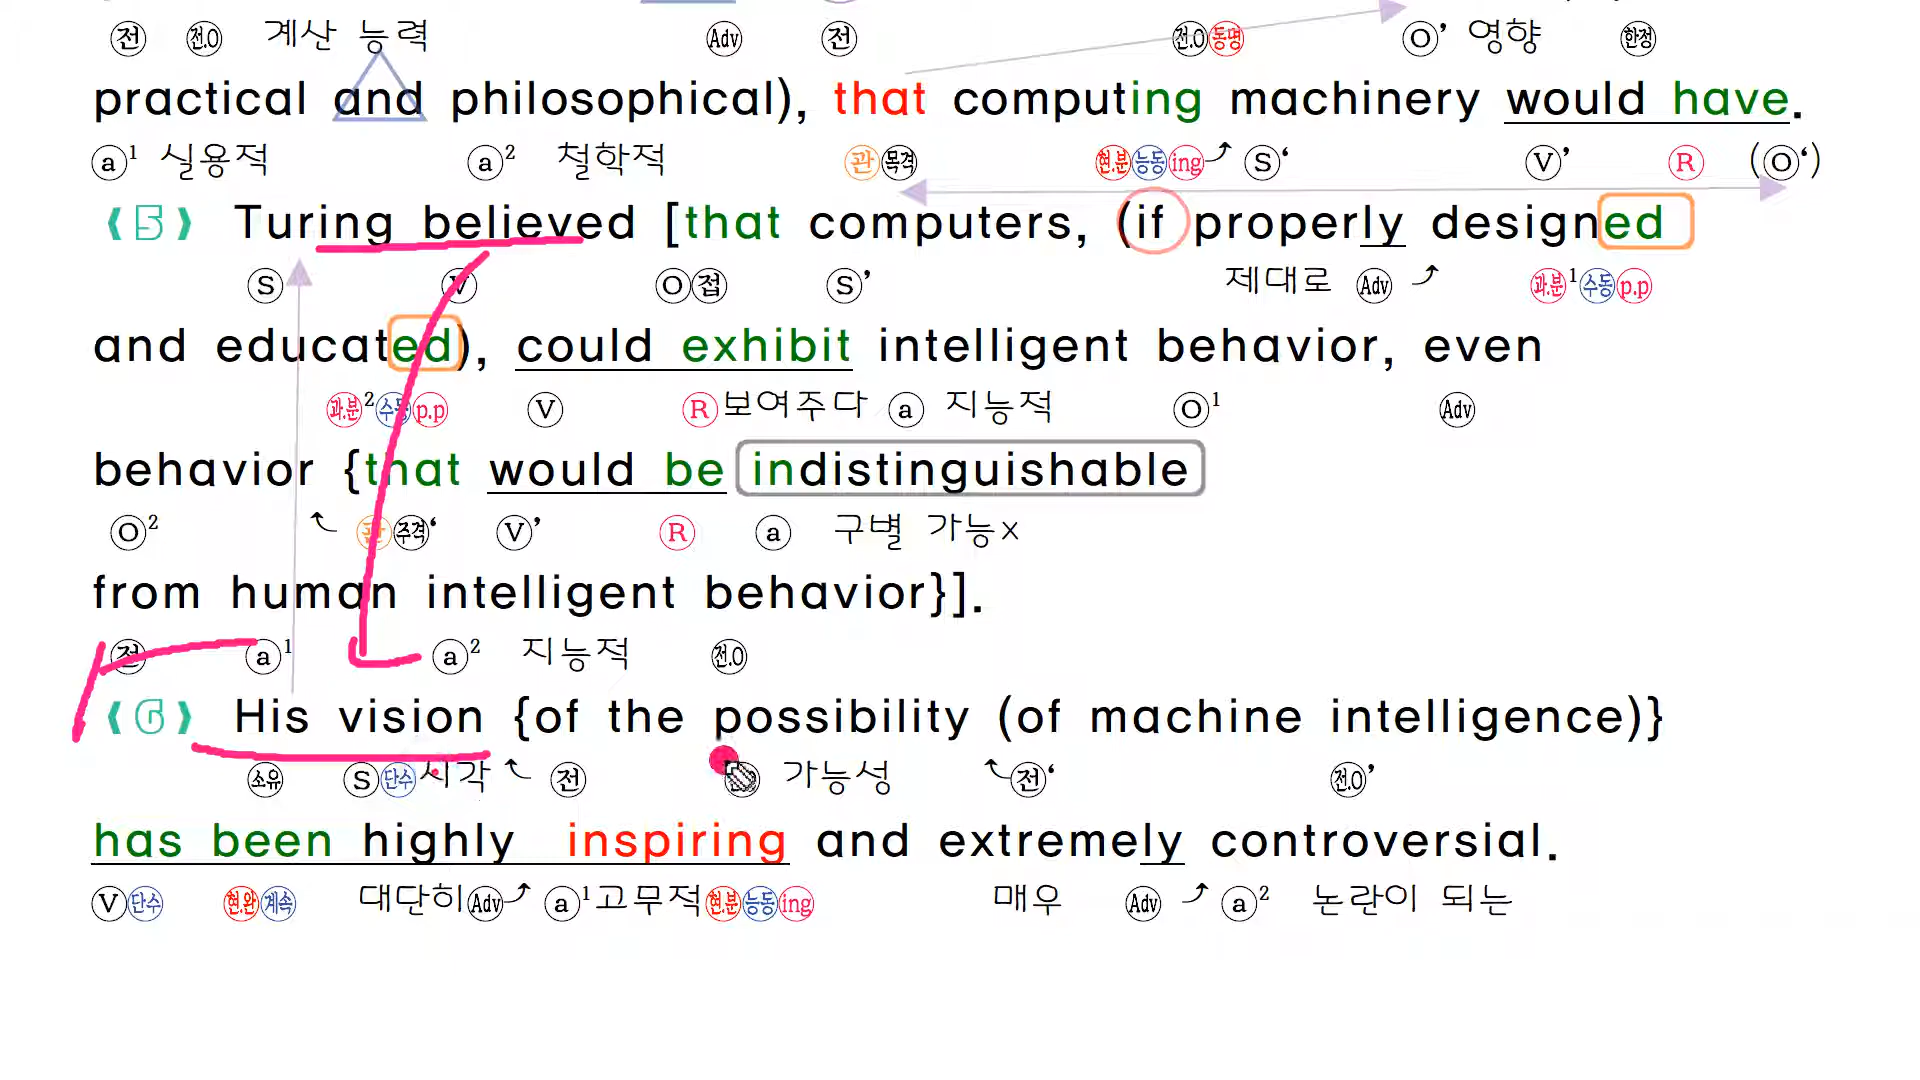 전 전.O 계산 능력 Adv 전 전.O 동명 O’ 영향 한정
practical and philosophical), that computing machinery would have.
a1 실용적 a2 철학적 관 목격 현.분 능동 ing S‘ V’ R (O‘)
(5) Turing believed [that computers, (if properly designed
S V O 접 S’ 제대로 Adv 과.분1 수동 p.p
and educated), could exhibit intelligent behavior, even
과.분2 수동 p.p V R 보여주다 a 지능적 O1 Adv
behavior {that would be indistinguishable
O2 관 주격‘ V’ R a 구별 가능x
from human intelligent behavior}].
전 a1 a2 지능적 전.O
(6) His vision {of the possibility (of machine intelligence)}
소유 S 단수 시각 전 가능성 전‘ 전.O’
has been highly inspiring and extremely controversial.
V 단수 현.완 계속 대단히 Adv a1 고무적 현.분 능동 ing 매우 Adv a2 논란이 되는